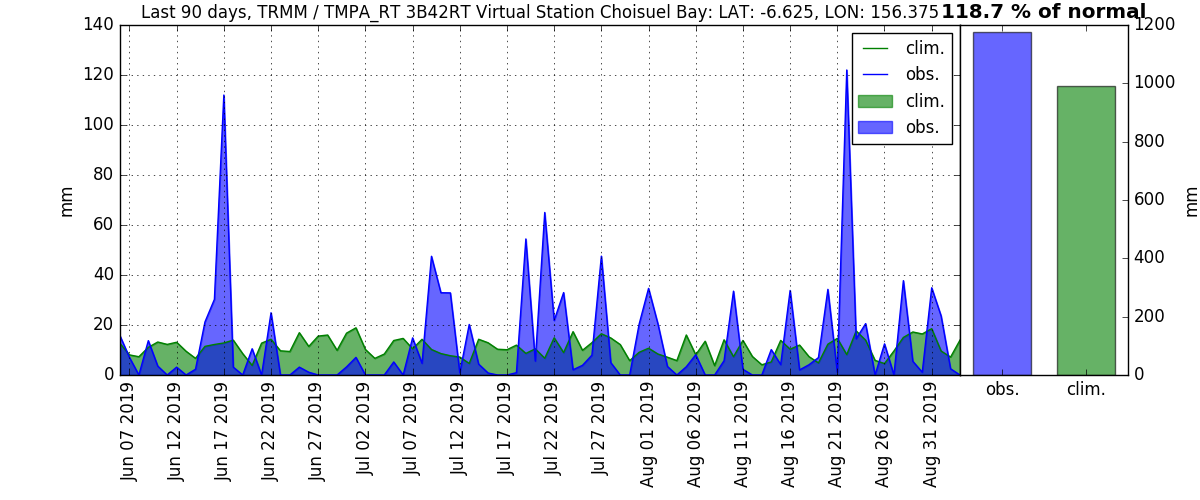 Last 90 days, TRMM / TMPA_RT 3B42RT Virtual Station Choisuel Bay: LAT: -6.625, LON: 156.375
118.7 % of normal
mm
140
120
100
80
60
40
20
0
clim.
obs.
clim.
obs.
Jun 07 2019
Jun 12 2019
Jun 17 2019
Jun 22 2019
Jun 27 2019
Jul 02 2019
Jul 07 2019
Jul 12 2019
Jul 17 2019
Jul 22 2019
Jul 27 2019
Aug 01 2019
Aug 06 2019
Aug 11 2019
Aug 16 2019
Aug 21 2019
Aug 26 2019
Aug 31 2019
1200
1000
800
600
400
200
0
mm
obs.
clim.